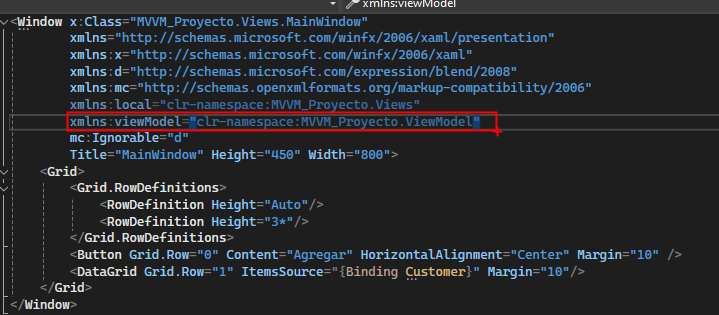 xmlns:viewModel
<Window x:Class="MVVM_Proyecto.Views.MainWindow"
xmlns="http://schemas.microsoft.com/winfx/2006/xaml/presentation"
xmlns:x="http://schemas.microsoft.com/winfx/2006/xaml"
xmlns:d="http://schemas.microsoft.com/expression/blend/2008"
xmlns:mc="http://schemas.openxmlformats.org/markup-compatibility/2006"
xmlns:local="clr-namespace:MVVM_Proyecto.Views"
xmlns:viewModel="clr-namespace:MVVM_Proyecto.ViewModel"
mc:Ignorable="d"
Title="MainWindow" Height="450" Width="800">
<Grid>
<Grid.RowDefinitions>
<RowDefinition Height="Auto"/>
<RowDefinition Height="3*"/>
</Grid.RowDefinitions>
<Button Grid.Row="0" Content="Agregar" HorizontalAlignment="Center" Margin="10" />
<DataGrid Grid.Row="1" ItemsSource="{Binding Customer}" Margin="10"/>
</Grid>
</Window>